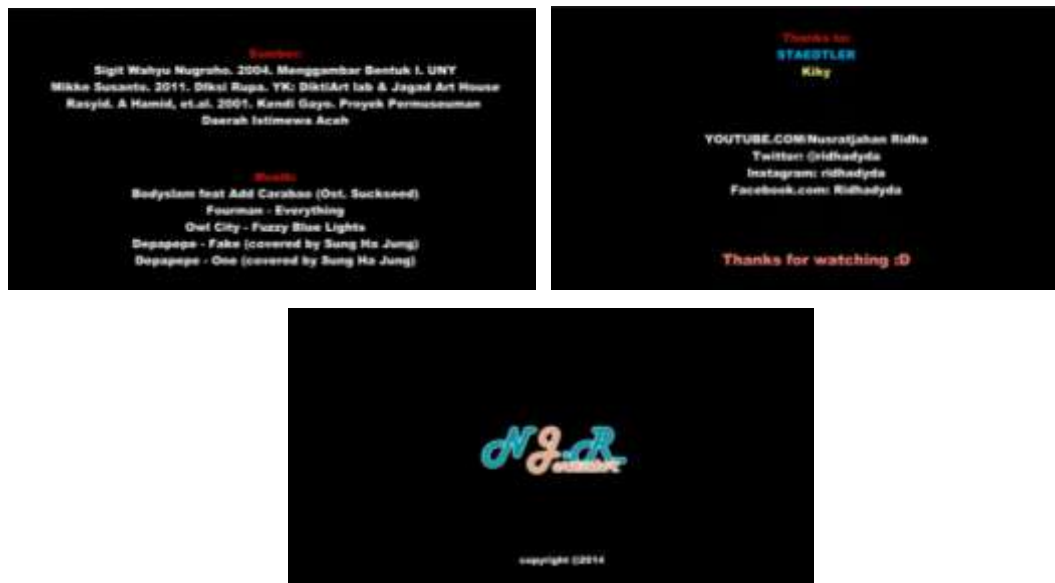 Sumber:
Sigit Wahyu Nugroho. 2004. Menggambar Bentuk I. UNY
Mikke Susanto. 2011. Diksi Rupa. YK: DiktiArt lab & Jagad Art House
Rasyid. A Hamid, et.al. 2001. Kendi Gayo. Proyek Permuseuman
Daerah Istimewa Aceh
Musik:
Bodyslam feat Add Carabao (Ost. Suckseed)
Fourman - Everything
Owl City - Fuzzy Blue Lights
Depapepe - Fake (covered by Sung Ha Jung)
Depapepe - One (covered by Sung Ha Jung)
Thanks to:
STAEDTLER
Kiky
YOUTUBE.COM/Nusratjahan Ridha
Twitter: @ridhadyda
Instagram: ridhadyda
Facebook.com: Ridhadyda
Thanks for watching :D
NJ.R
copyright ©2014